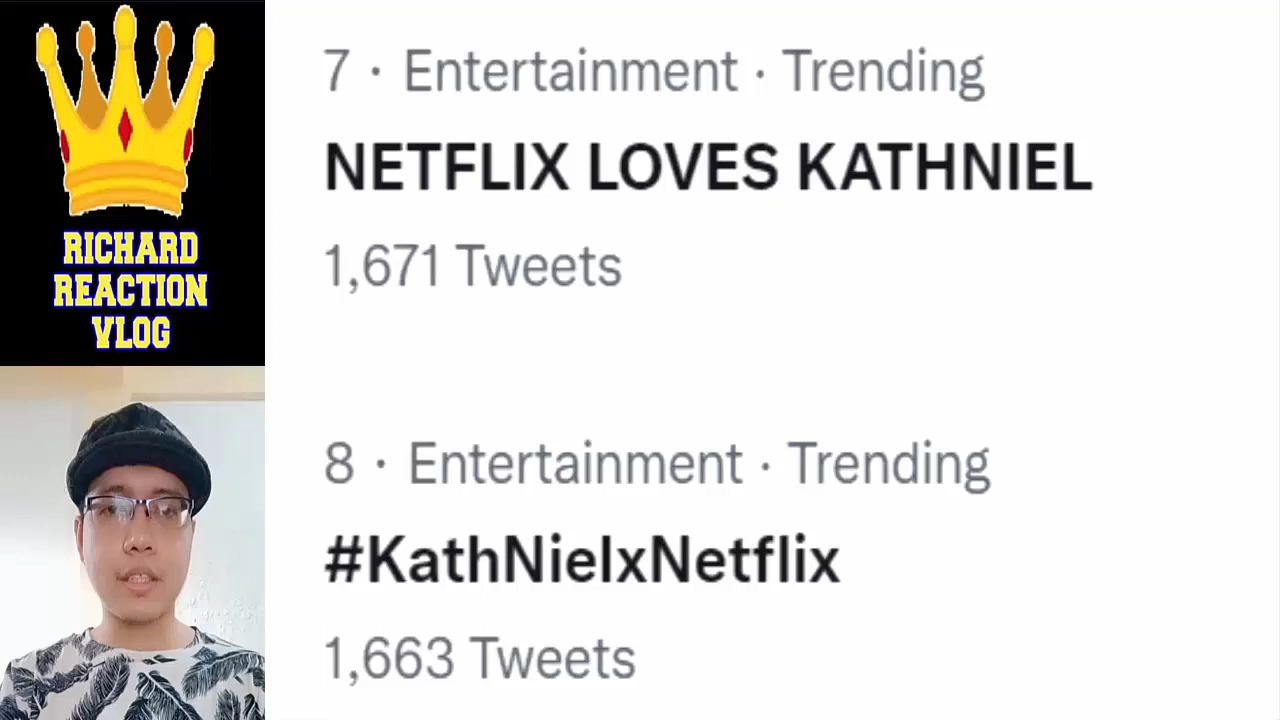 RICHARD
REACTION
VLOG
7 · Entertainment · Trending
NETFLIX LOVES KATHNIEL
1,671 Tweets
8 · Entertainment · Trending
#KathNielxNetflix
1,663 Tweets